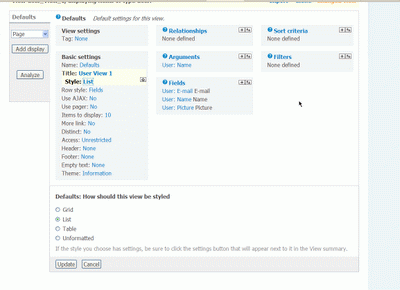 Defaults
Page
Add display
Analyze
Defaults Default settings for this view.
View settings
Tag: None
Basic settings
Name: Defaults
Title: User View 1
Style: List
Row style: Fields
Use AJAX: No
Use pager: No
Items to display: 10
More link: No
Distinct: No
Access: Unrestricted
Header: None
Footer: None
Empty text: None
Theme: Information
Relationships
None defined
Arguments
User: Name
Fields
User: E-mail E-mail
User: Name Name
User: Picture Picture
Sort criteria
None defined
Filters
None defined
Defaults: How should this view be styled
Grid
List
Table
Unformatted
If the style you choose has settings, be sure to click the settings button that will appear next to it in the View summary.
Update
Cancel